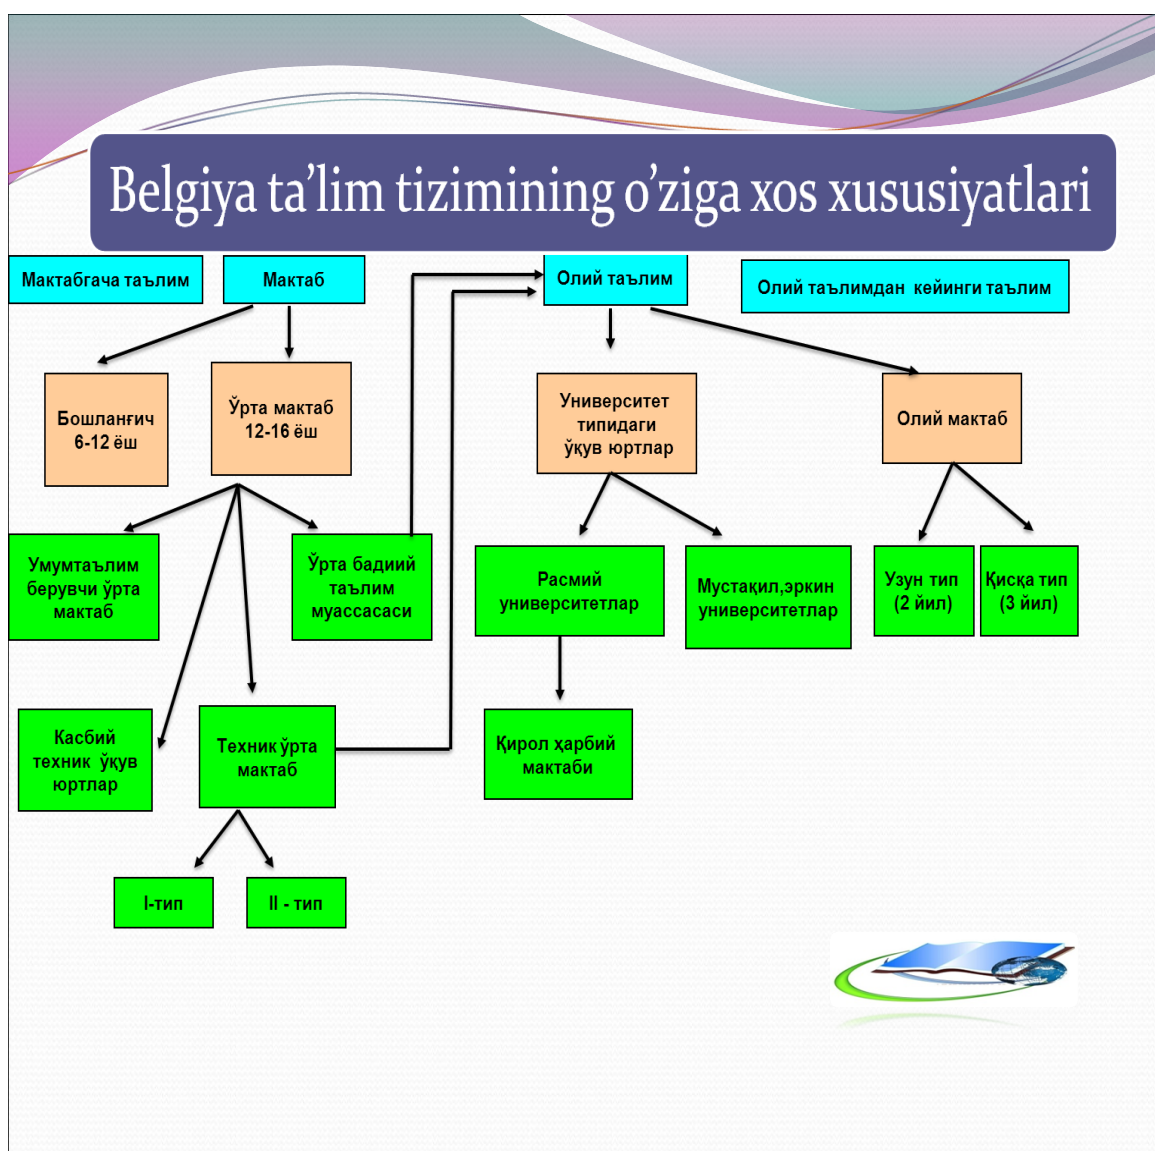 Belgiya ta’lim tizimining o’ziga xos xususiyatlari
Мактабгача таълим
Мактаб
Олий таълим
Олий таълимдан кейинги таълим
Бошланғич
6-12 ёш
Ўрта мактаб
12-16 ёш
Университет
типидаги
ўқув юртлар
Олий мактаб
Умумтаълим
берувчи ўрта
мактаб
Ўрта бадиий
таълим
муассасаси
Расмий
университетлар
Мустақил,эркин
университетлар
Узун тип
(2 йил)
Қисқа тип
(3 йил)
Касбий
техник ўқув
юртлар
Техник ўрта
мактаб
Қирол ҳарбий
мактаби
I-тип
II - тип